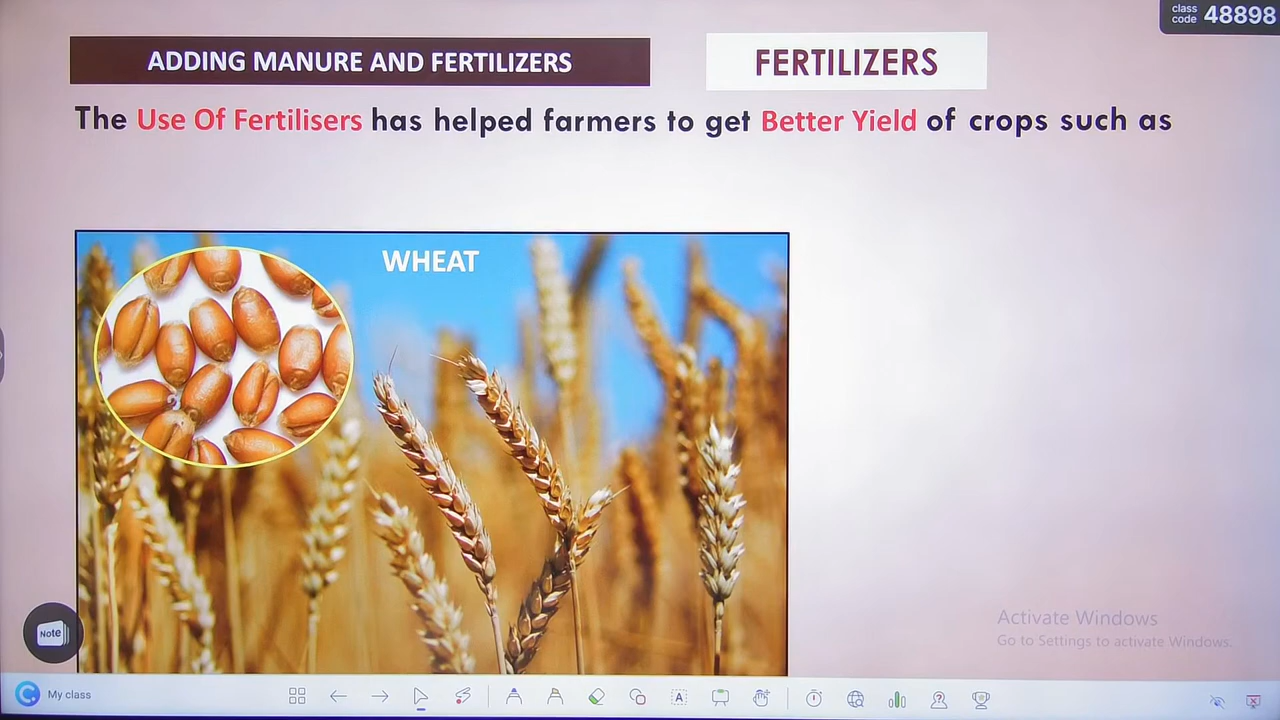 class
code 48898
ADDING MANURE AND FERTILIZERS
FERTILIZERS
The Use Of Fertilisers has helped farmers to get Better Yield of crops such as
WHEAT
Activate Windows
Go to Settings to activate Windows.
Note
My class
A